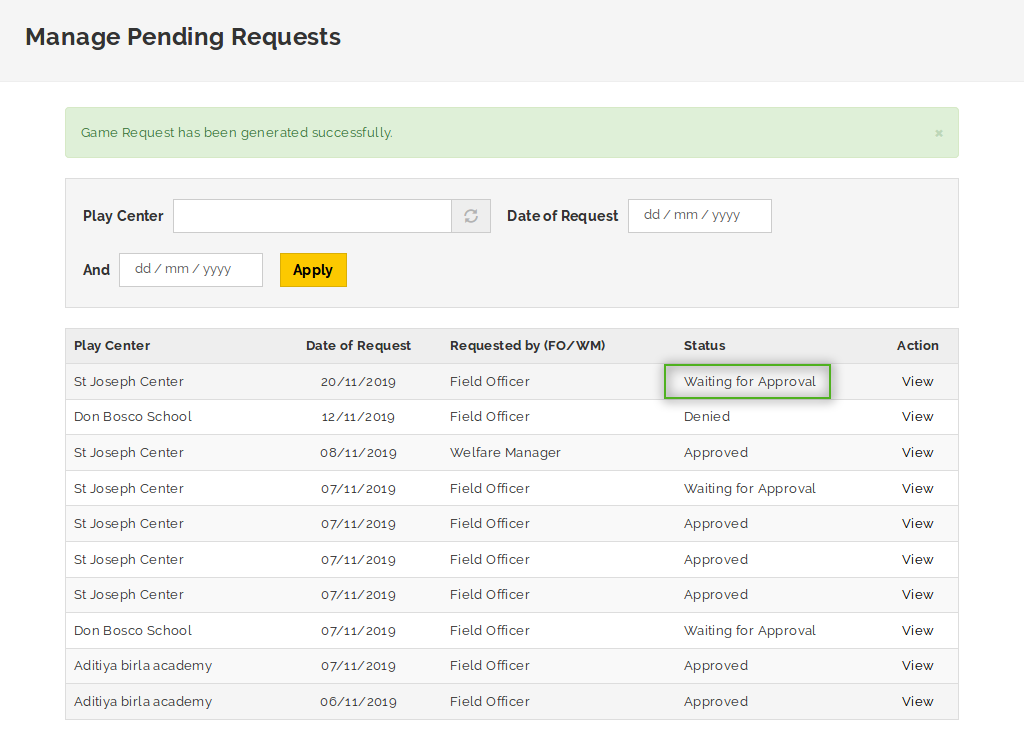 Manage Pending Requests
Game Request has been generated successfully. ×
Play Center Date of Request dd / mm / yyyy
And dd / mm / yyyy Apply
Play Center Date of Request Requested by (FO/WM) Status Action
St Joseph Center 20/11/2019 Field Officer Waiting for Approval View
Don Bosco School 12/11/2019 Field Officer Denied View
St Joseph Center 08/11/2019 Welfare Manager Approved View
St Joseph Center 07/11/2019 Field Officer Waiting for Approval View
St Joseph Center 07/11/2019 Field Officer Approved View
St Joseph Center 07/11/2019 Field Officer Approved View
St Joseph Center 07/11/2019 Field Officer Approved View
Don Bosco School 07/11/2019 Field Officer Waiting for Approval View
Aditiya birla academy 07/11/2019 Field Officer Approved View
Aditiya birla academy 06/11/2019 Field Officer Approved View